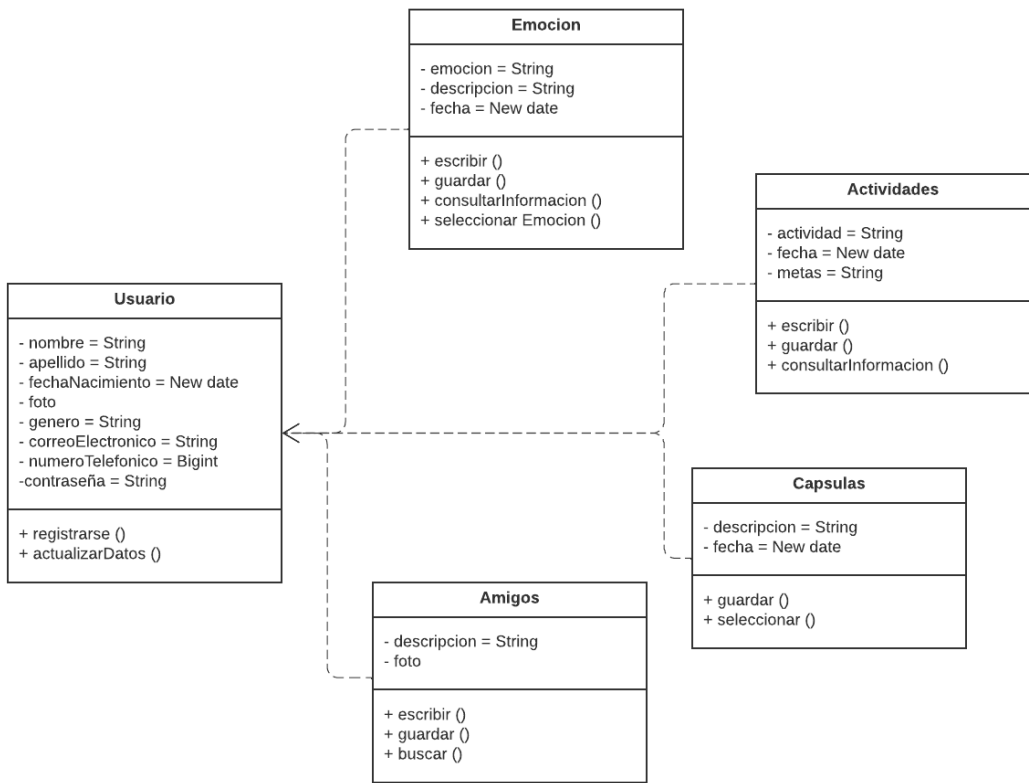 Emocion
- emocion = String
- descripcion = String
- fecha = New date
+ escribir ()
+ guardar ()
+ consultarInformacion ()
+ seleccionar Emocion ()
Actividades
- actividad = String
- fecha = New date
- metas = String
+ escribir ()
+ guardar ()
+ consultarInformacion ()
Usuario
- nombre = String
- apellido = String
- fechaNacimiento = New date
- foto
- genero = String
- correoElectronico = String
- numeroTelefonico = Bigint
-contraseña = String
+ registrarse ()
+ actualizarDatos ()
Capsulas
- descripcion = String
- fecha = New date
+ guardar ()
+ seleccionar ()
Amigos
- descripcion = String
- foto
+ escribir ()
+ guardar ()
+ buscar ()